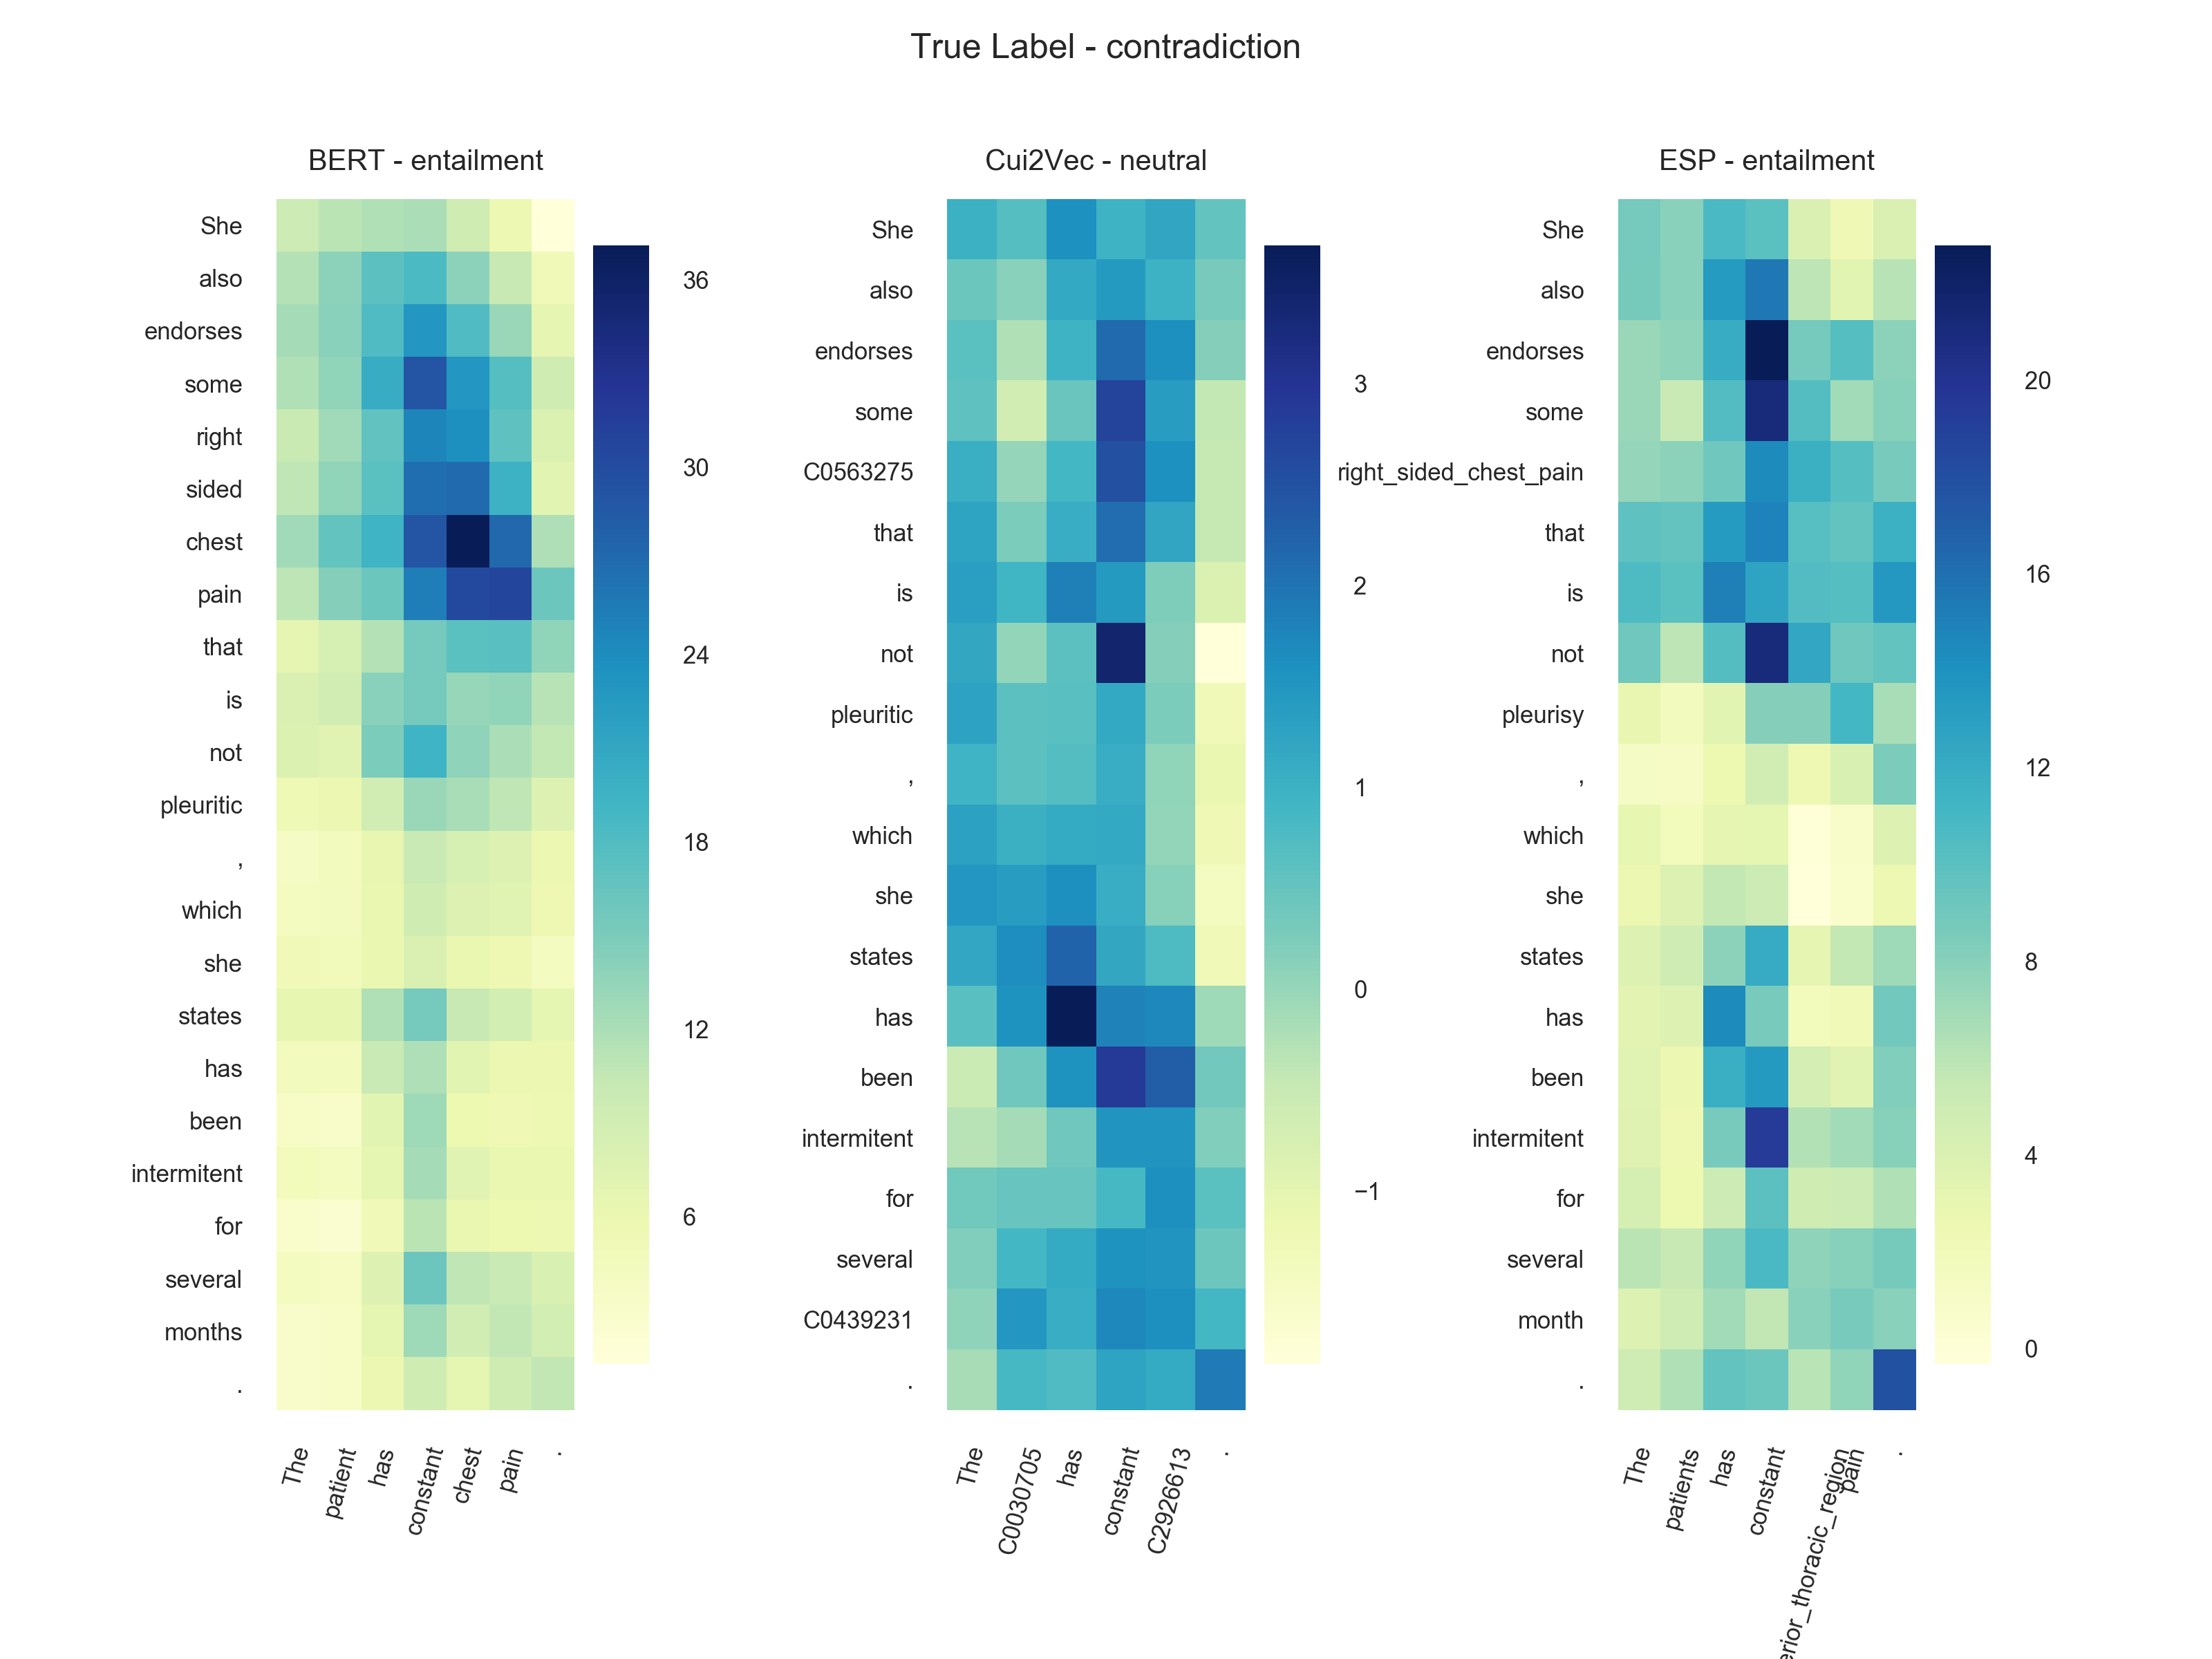 True Label - contradiction
BERT - entailment
She
also
endorses
some
right
sided
chest
pain
that
is
not
pleuritic
,
which
she
states
has
been
intermitent
for
several
months
.
The
patient
has
constant
chest
pain
.
36
30
24
18
12
6
Cui2Vec - neutral
She
also
endorses
some
C0563275
that
is
not
pleuritic
,
which
she
states
has
been
intermitent
for
several
C0439231
.
The
C0030705
has
constant
C2926613
.
3
2
1
0
−1
ESP - entailment
She
also
endorses
some
right_sided_chest_pain
that
is
not
pleurisy
,
which
she
states
has
been
intermitent
for
several
month
.
The
patients
has
constant
erior_thoracic_region
pain
.
20
16
12
8
4
0